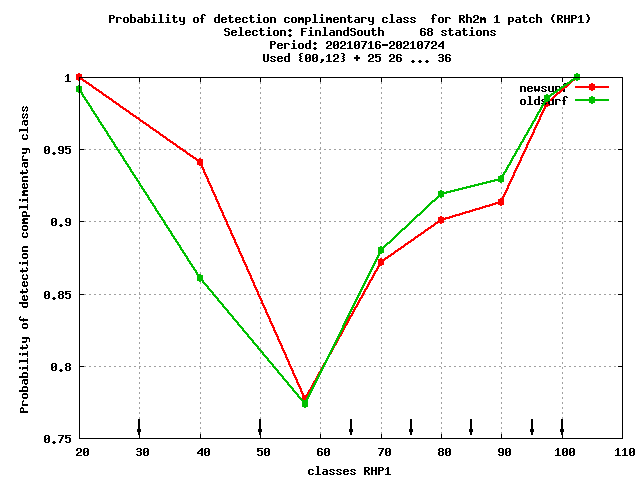 Probability of detection complimentary class  for Rh2m 1 patch (RHP1)
Selection: FinlandSouth     68 stations
Period: 20210716-20210724
Used {00,12} + 25 26 ... 36
Probability of detection complimentary class
1
0.95
0.9
0.85
0.8
0.75
newsurf
oldsurf
20 30 40 50 60 70 80 90 100 110
classes RHP1